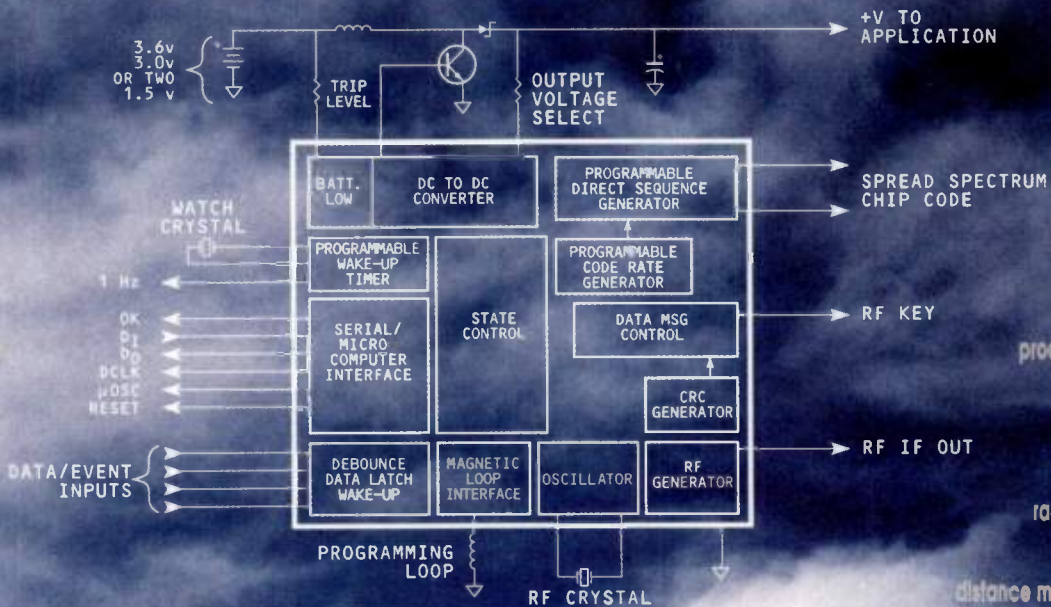 3.6v
3.0v
OR TWO
1.5 v
+
TRIP
LEVEL
OUTPUT
VOLTAGE
SELECT
+
+V TO
APPLICATION
BATT.
LOW
DC TO DC
CONVERTER
PROGRAMMABLE
DIRECT SEQUENCE
GENERATOR
SPREAD SPECTRUM
CHIP CODE
WATCH
CRYSTAL
PROGRAMMABLE
WAKE-UP
TIMER
PROGRAMMABLE
CODE RATE
GENERATOR
1 Hz
OK
DI
DO
DCLK
µOSC
RESET
SERIAL/
MICRO
COMPUTER
INTERFACE
STATE
CONTROL
DATA MSG
CONTROL
RF KEY
CRC
GENERATOR
DATA/EVENT
INPUTS
DEBOUNCE
DATA LATCH
WAKE-UP
MAGNETIC
LOOP
INTERFACE
OSCILLATOR
RF
GENERATOR
RF IF OUT
PROGRAMMING
LOOP
RF CRYSTAL
distance